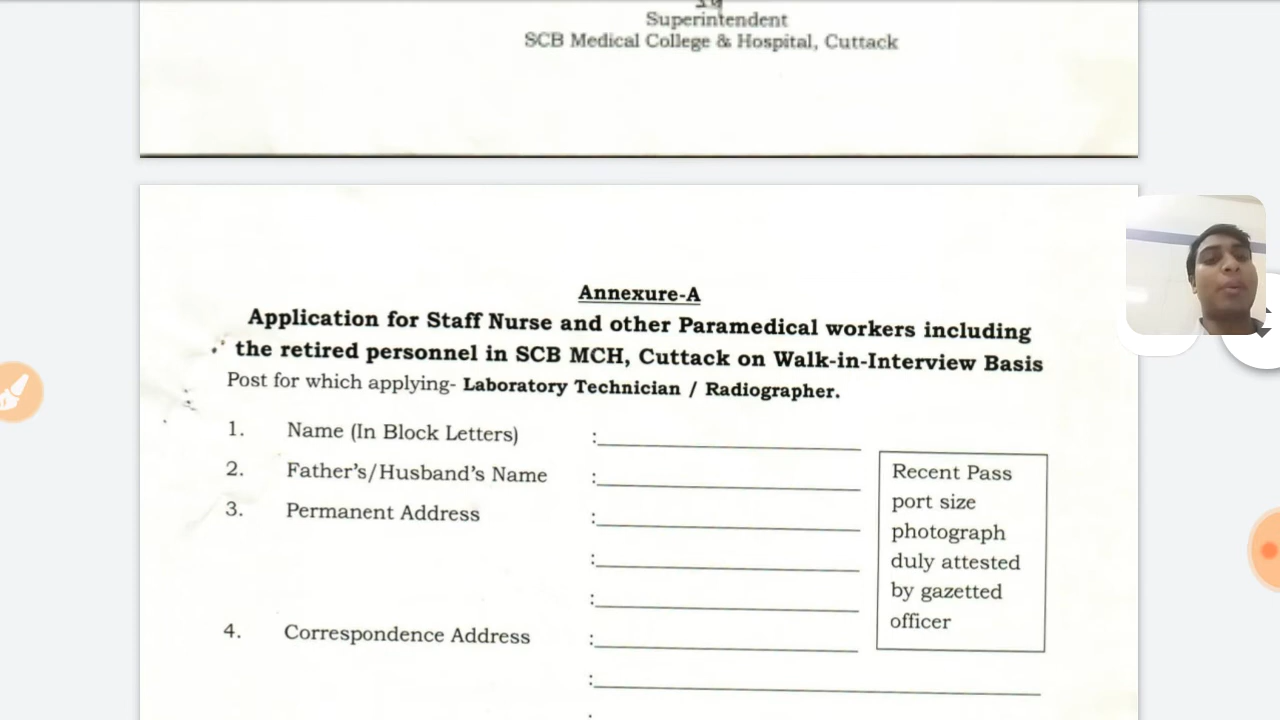 Superintendent
SCB Medical College & Hospital, Cuttack
Annexure-A
Application for Staff Nurse and other Paramedical workers including
the retired personnel in SCB MCH, Cuttack on Walk-in-Interview Basis
Post for which applying- Laboratory Technician / Radiographer.
1. Name (In Block Letters) :
2. Father's/Husband's Name :
3. Permanent Address :
:
:
4. Correspondence Address :
:
Recent Pass
port size
photograph
duly attested
by gazetted
officer